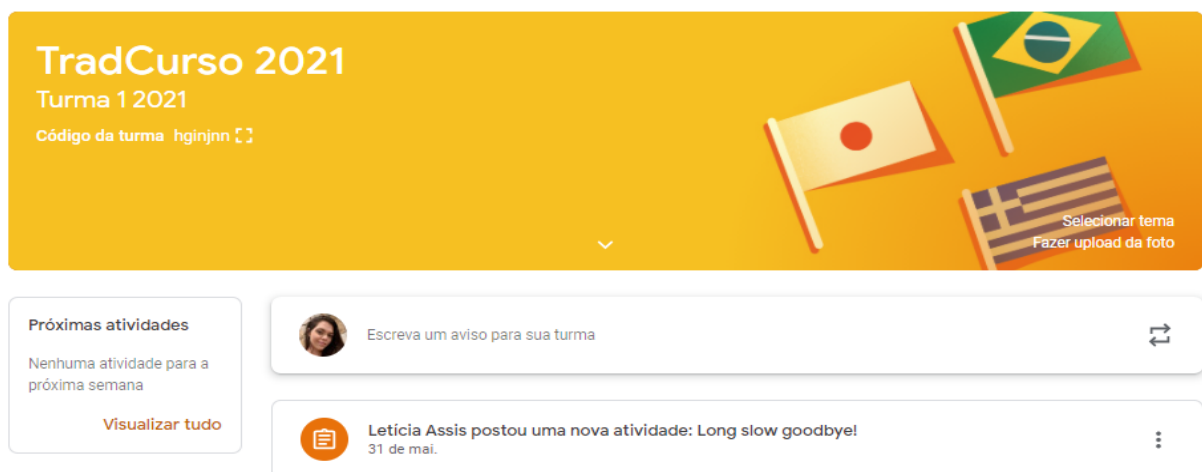 TradCurso 2021
Turma 1 2021
Código da turma hginjnn
Selecionar tema
Fazer upload da foto
Próximas atividades
Nenhuma atividade para a
próxima semana
Visualizar tudo
Escreva um aviso para sua turma
Letícia Assis postou uma nova atividade: Long slow goodbye!
31 de mai.